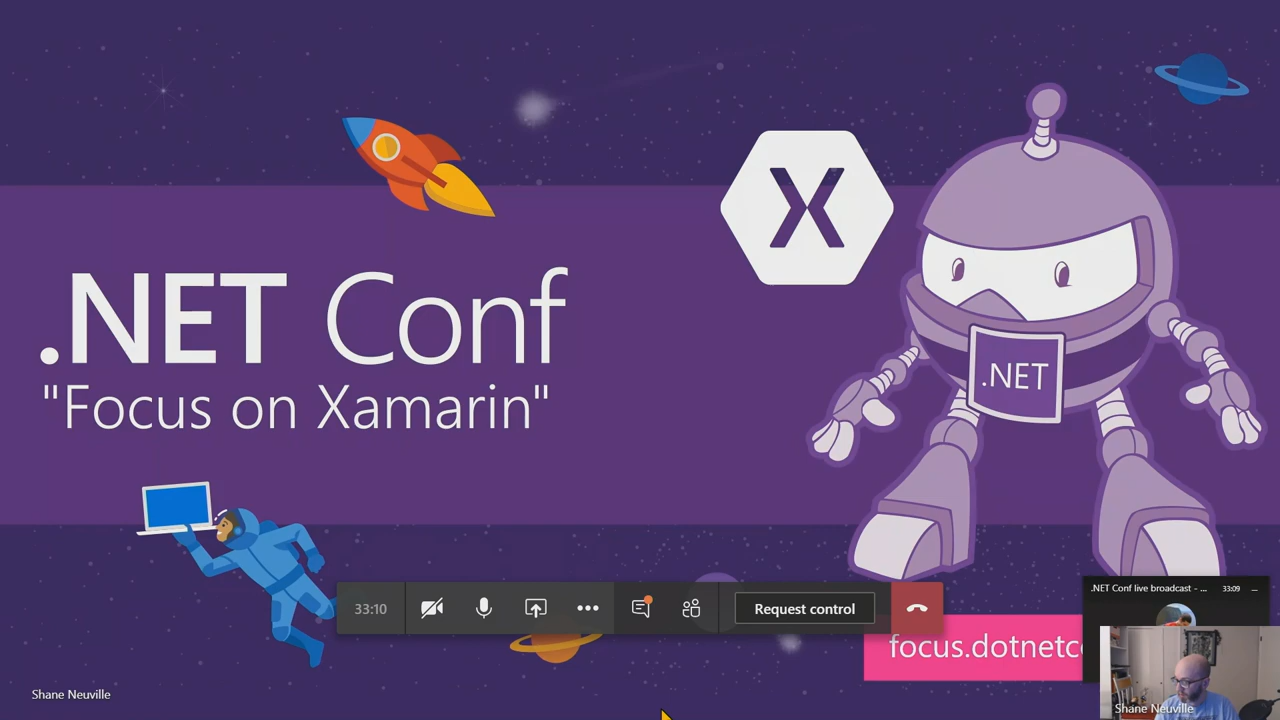 X
.NET Conf
"Focus on Xamarin"
.NET
33:10
Request control
.NET Conf live broadcast - ...
33:09
focus.dotnetc
Shane Neuville
Shane Neuville